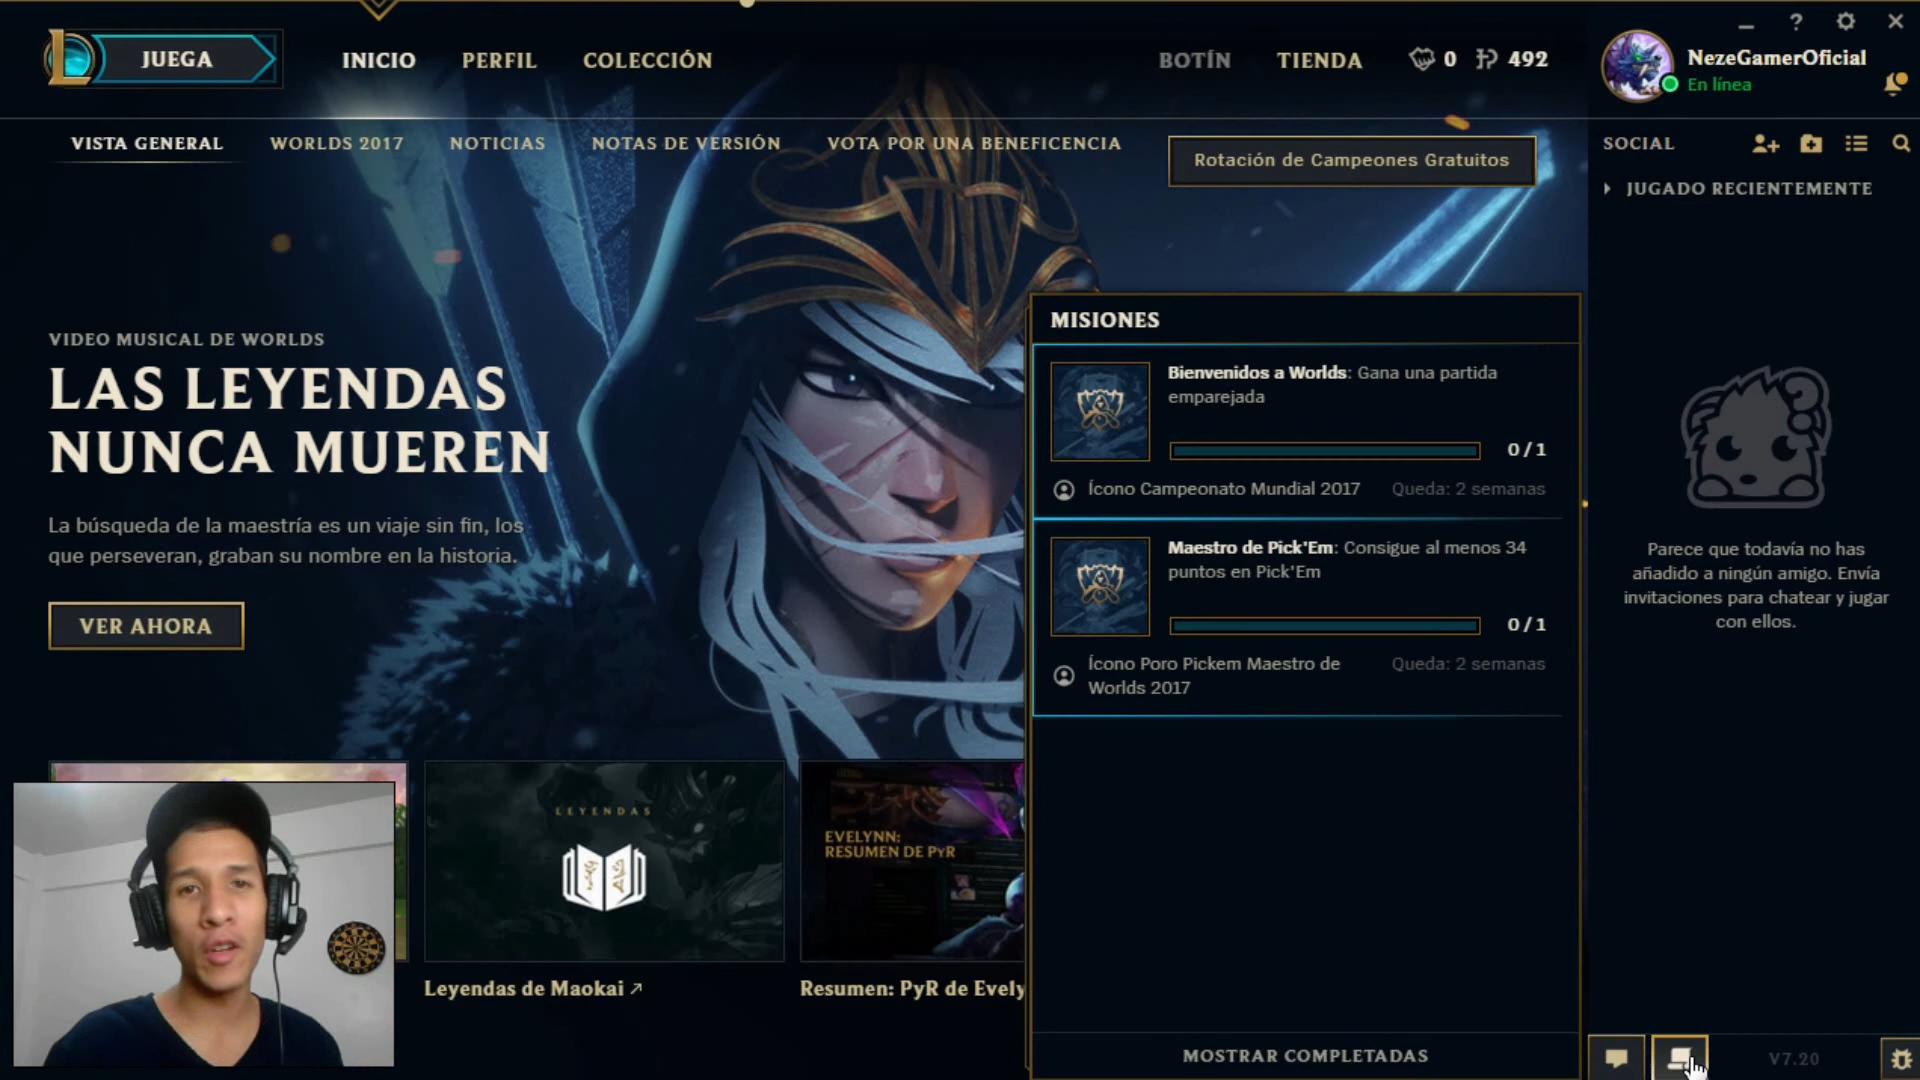 JUEGA
INICIO
PERFIL
COLECCIÓN
BOTÍN
TIENDA
0
492
NezeGamerOficial
En línea
VISTA GENERAL
WORLDS 2017
NOTICIAS
NOTAS DE VERSIÓN
VOTA POR UNA BENEFICENCIA
Rotación de Campeones Gratuitos
SOCIAL
JUGADO RECIENTEMENTE
VIDEO MUSICAL DE WORLDS
LAS LEYENDAS
NUNCA MUEREN
La búsqueda de la maestría es un viaje sin fin, los
que perseveran, graban su nombre en la historia.
VER AHORA
MISIONES
Bienvenidos a Worlds: Gana una partida
emparejada
0 / 1
Ícono Campeonato Mundial 2017
Queda: 2 semanas
Maestro de Pick'Em: Consigue al menos 34
puntos en Pick'Em
0 / 1
Ícono Poro Pickem Maestro de
Worlds 2017
Queda: 2 semanas
MOSTRAR COMPLETADAS
Parece que todavía no has
añadido a ningún amigo. Envía
invitaciones para chatear y jugar
con ellos.
LEYENDAS
Leyendas de Maokai
EVELYNN:
RESUMEN DE PyR
Resumen: PyR de Evely
V7.20